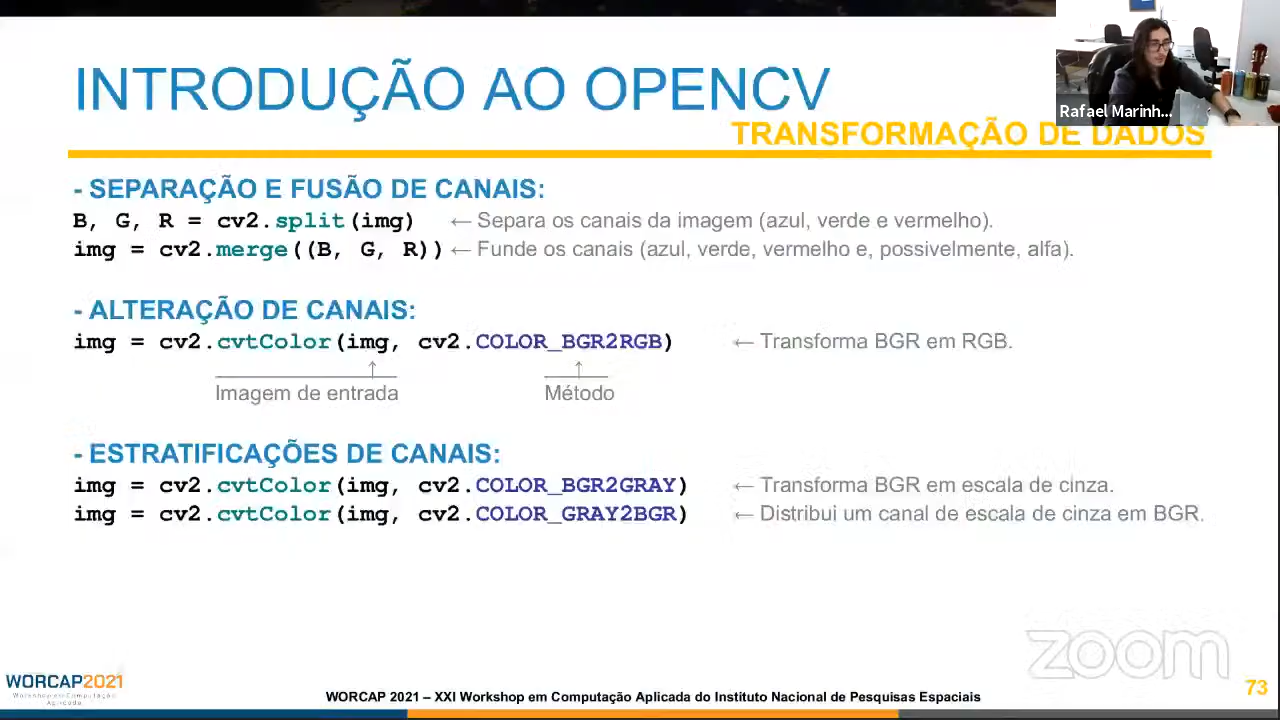 INTRODUÇÃO AO OPENCV
Rafael Marinh...
TRANSFORMAÇÃO DE DADOS
- SEPARAÇÃO E FUSÃO DE CANAIS:
B, G, R = cv2.split(img) ← Separa os canais da imagem (azul, verde e vermelho).
img = cv2.merge((B, G, R)) ← Funde os canais (azul, verde, vermelho e, possivelmente, alfa).
- ALTERAÇÃO DE CANAIS:
img = cv2.cvtColor(img, cv2.COLOR_BGR2RGB) ← Transforma BGR em RGB.
Imagem de entrada Método
- ESTRATIFICAÇÕES DE CANAIS:
img = cv2.cvtColor(img, cv2.COLOR_BGR2GRAY) ← Transforma BGR em escala de cinza.
img = cv2.cvtColor(img, cv2.COLOR_GRAY2BGR) ← Distribui um canal de escala de cinza em BGR.
zoom
WORCAP2021
Workshop em Computação
Aplicada
WORCAP 2021 – XXI Workshop em Computação Aplicada do Instituto Nacional de Pesquisas Espaciais
73